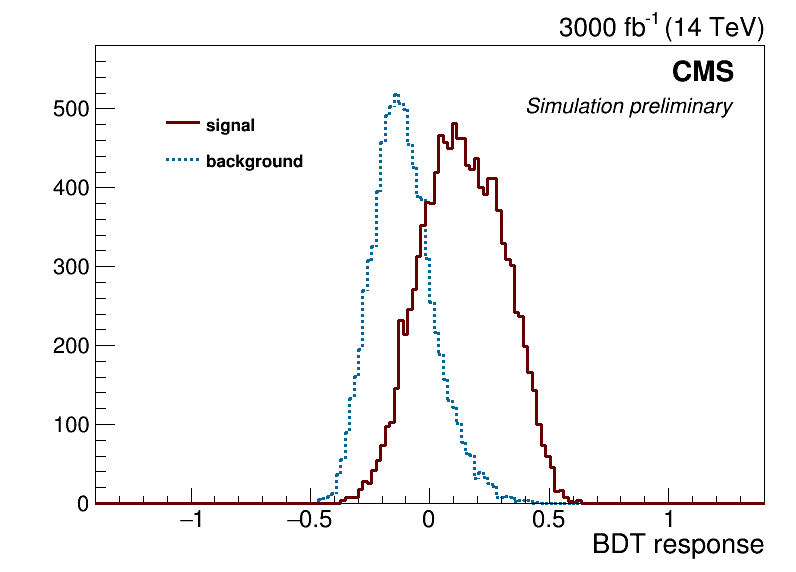 3000 fb-1 (14 TeV)
CMS
Simulation preliminary
signal
background
500
400
300
200
100
0
−1 −0.5 0 0.5 1
BDT response